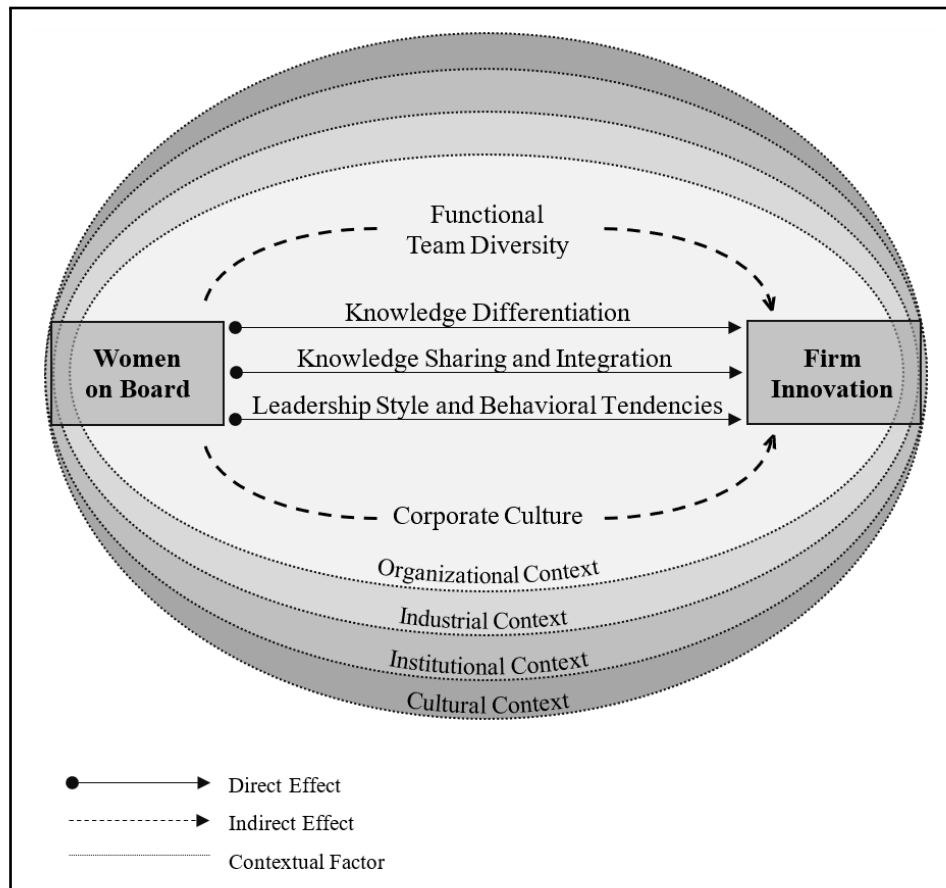 Functional
Team Diversity
Knowledge Differentiation
Women
on Board
Knowledge Sharing and Integration
Firm
Innovation
Leadership Style and Behavioral Tendencies
Corporate Culture
Organizational Context
Industrial Context
Institutional Context
Cultural Context
Direct Effect
Indirect Effect
Contextual Factor